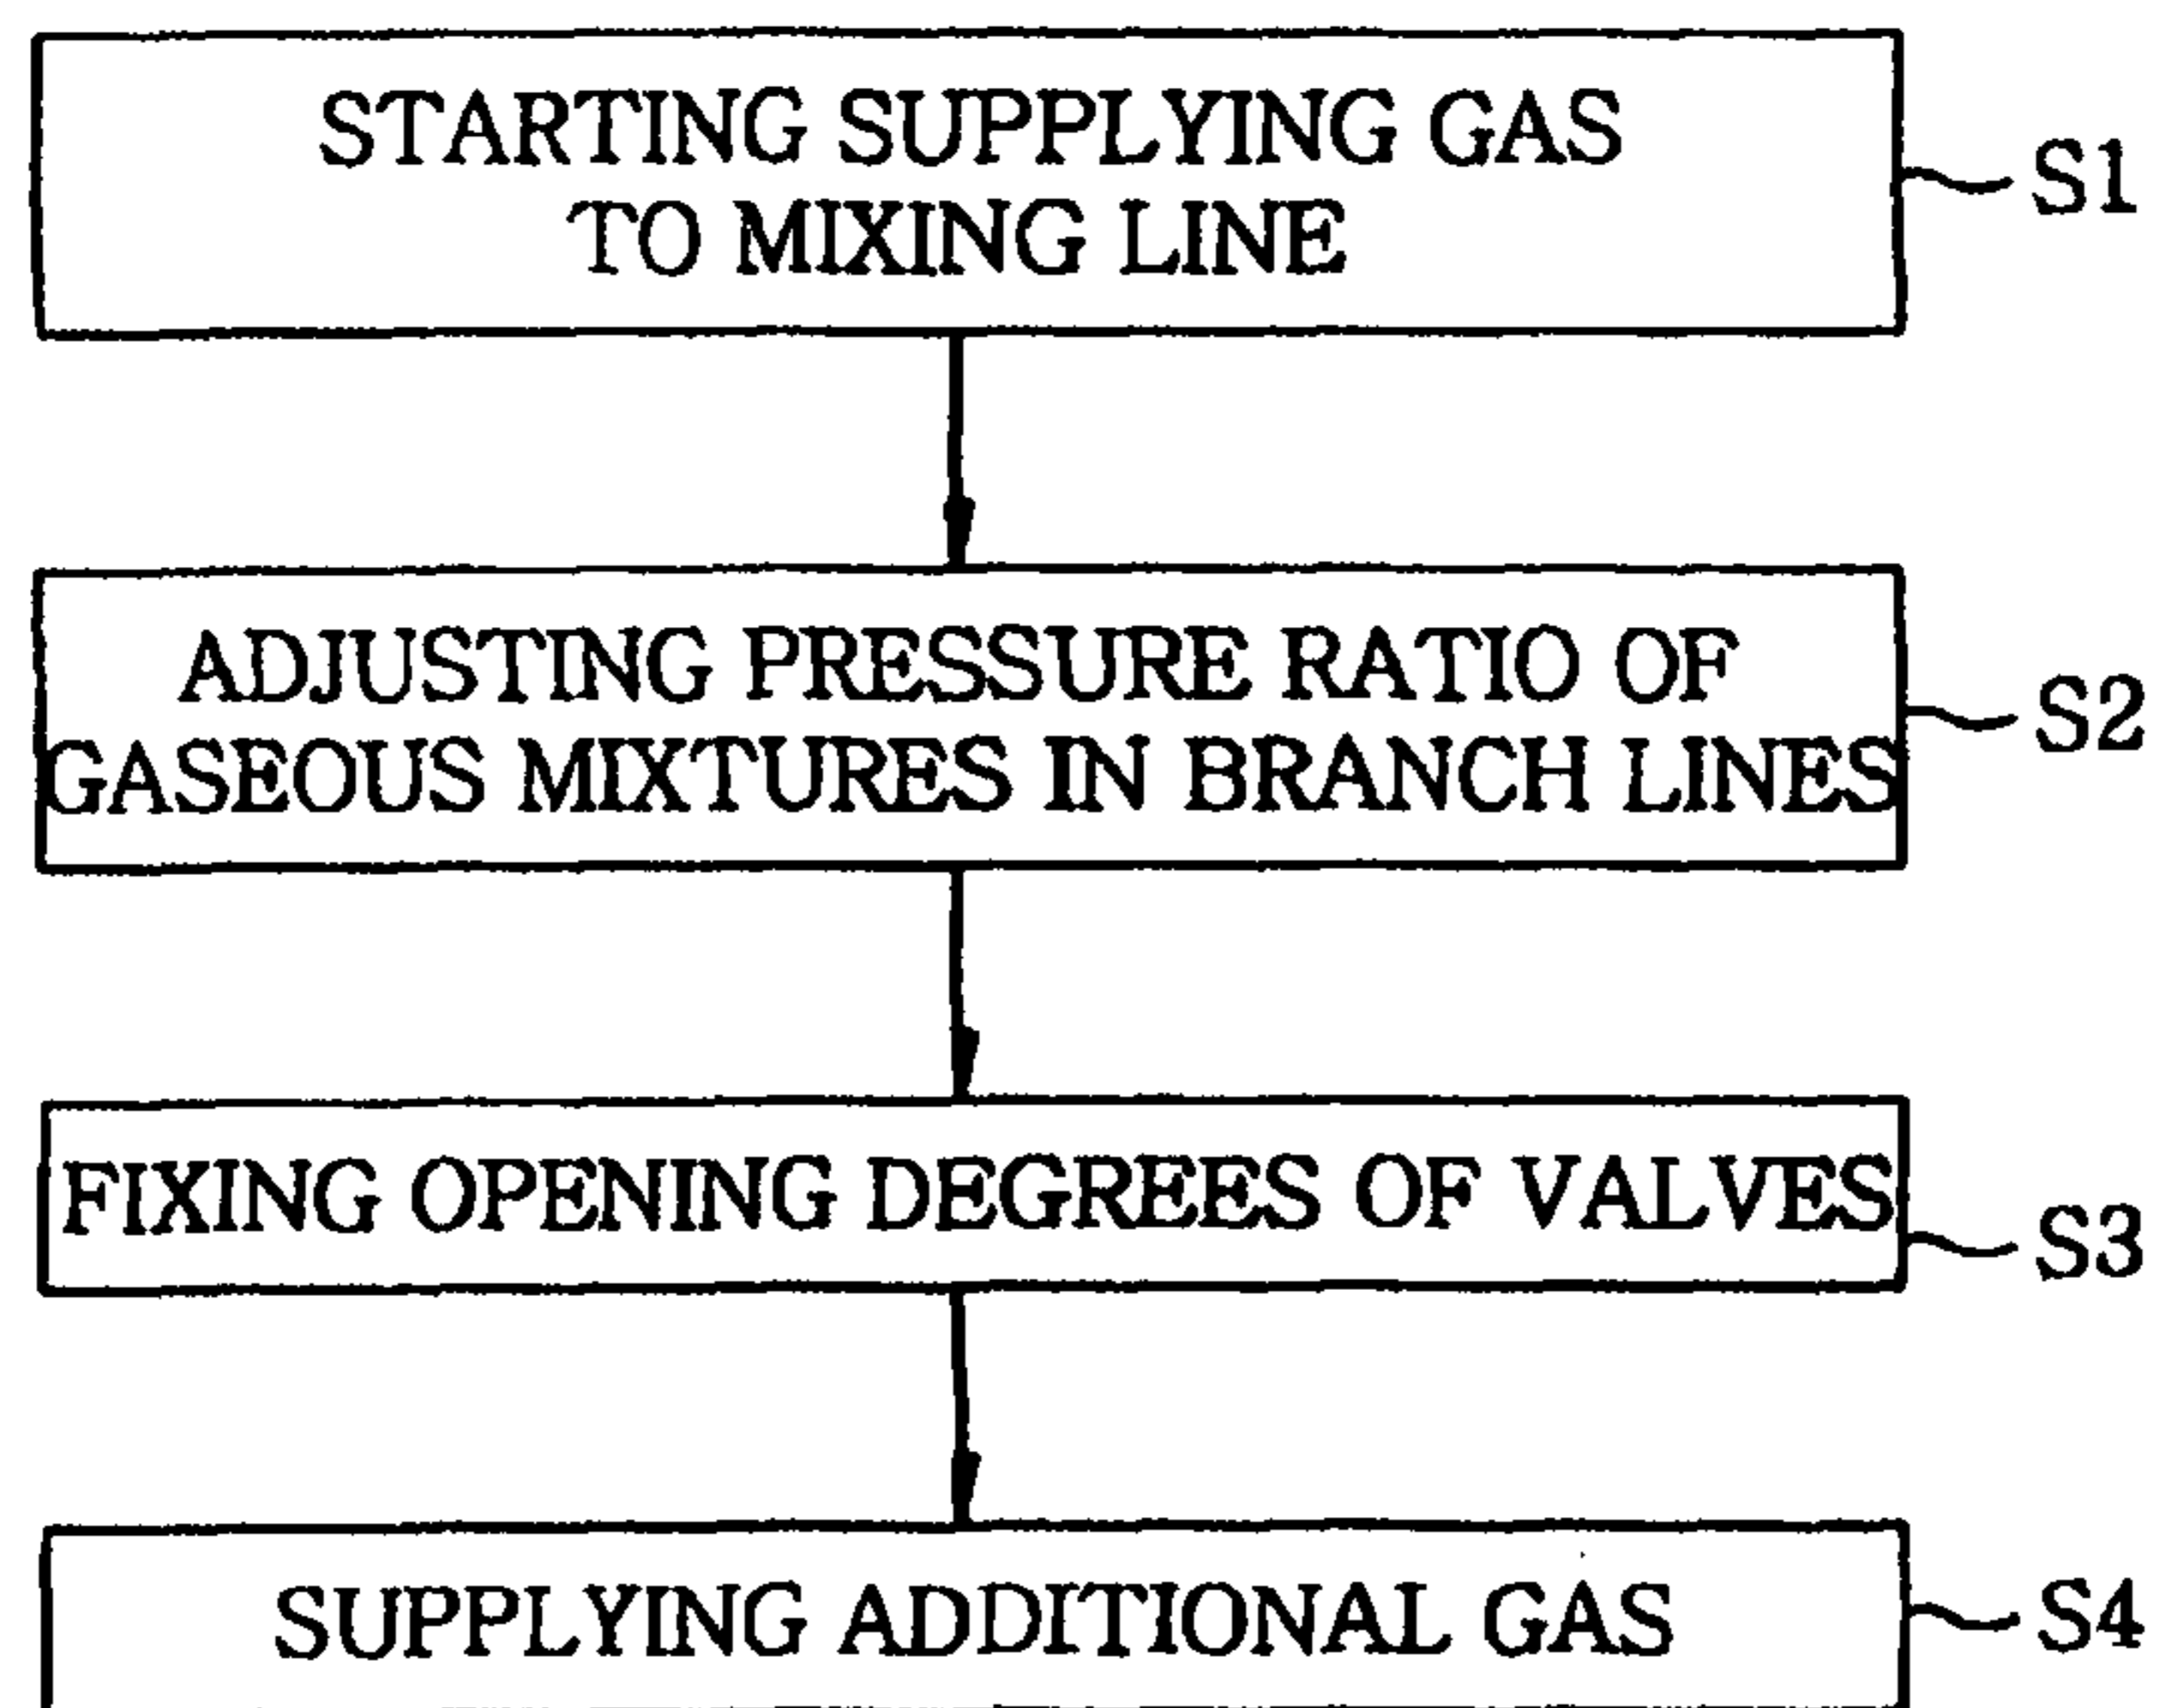 STARTING SUPPLYING GAS
TO MIXING LINE
S1
ADJUSTING PRESSURE RATIO OF
GASEOUS MIXTURES IN BRANCH LINES
S2
FIXING OPENING DEGREES OF VALVES
S3
SUPPLYING ADDITIONAL GAS
S4